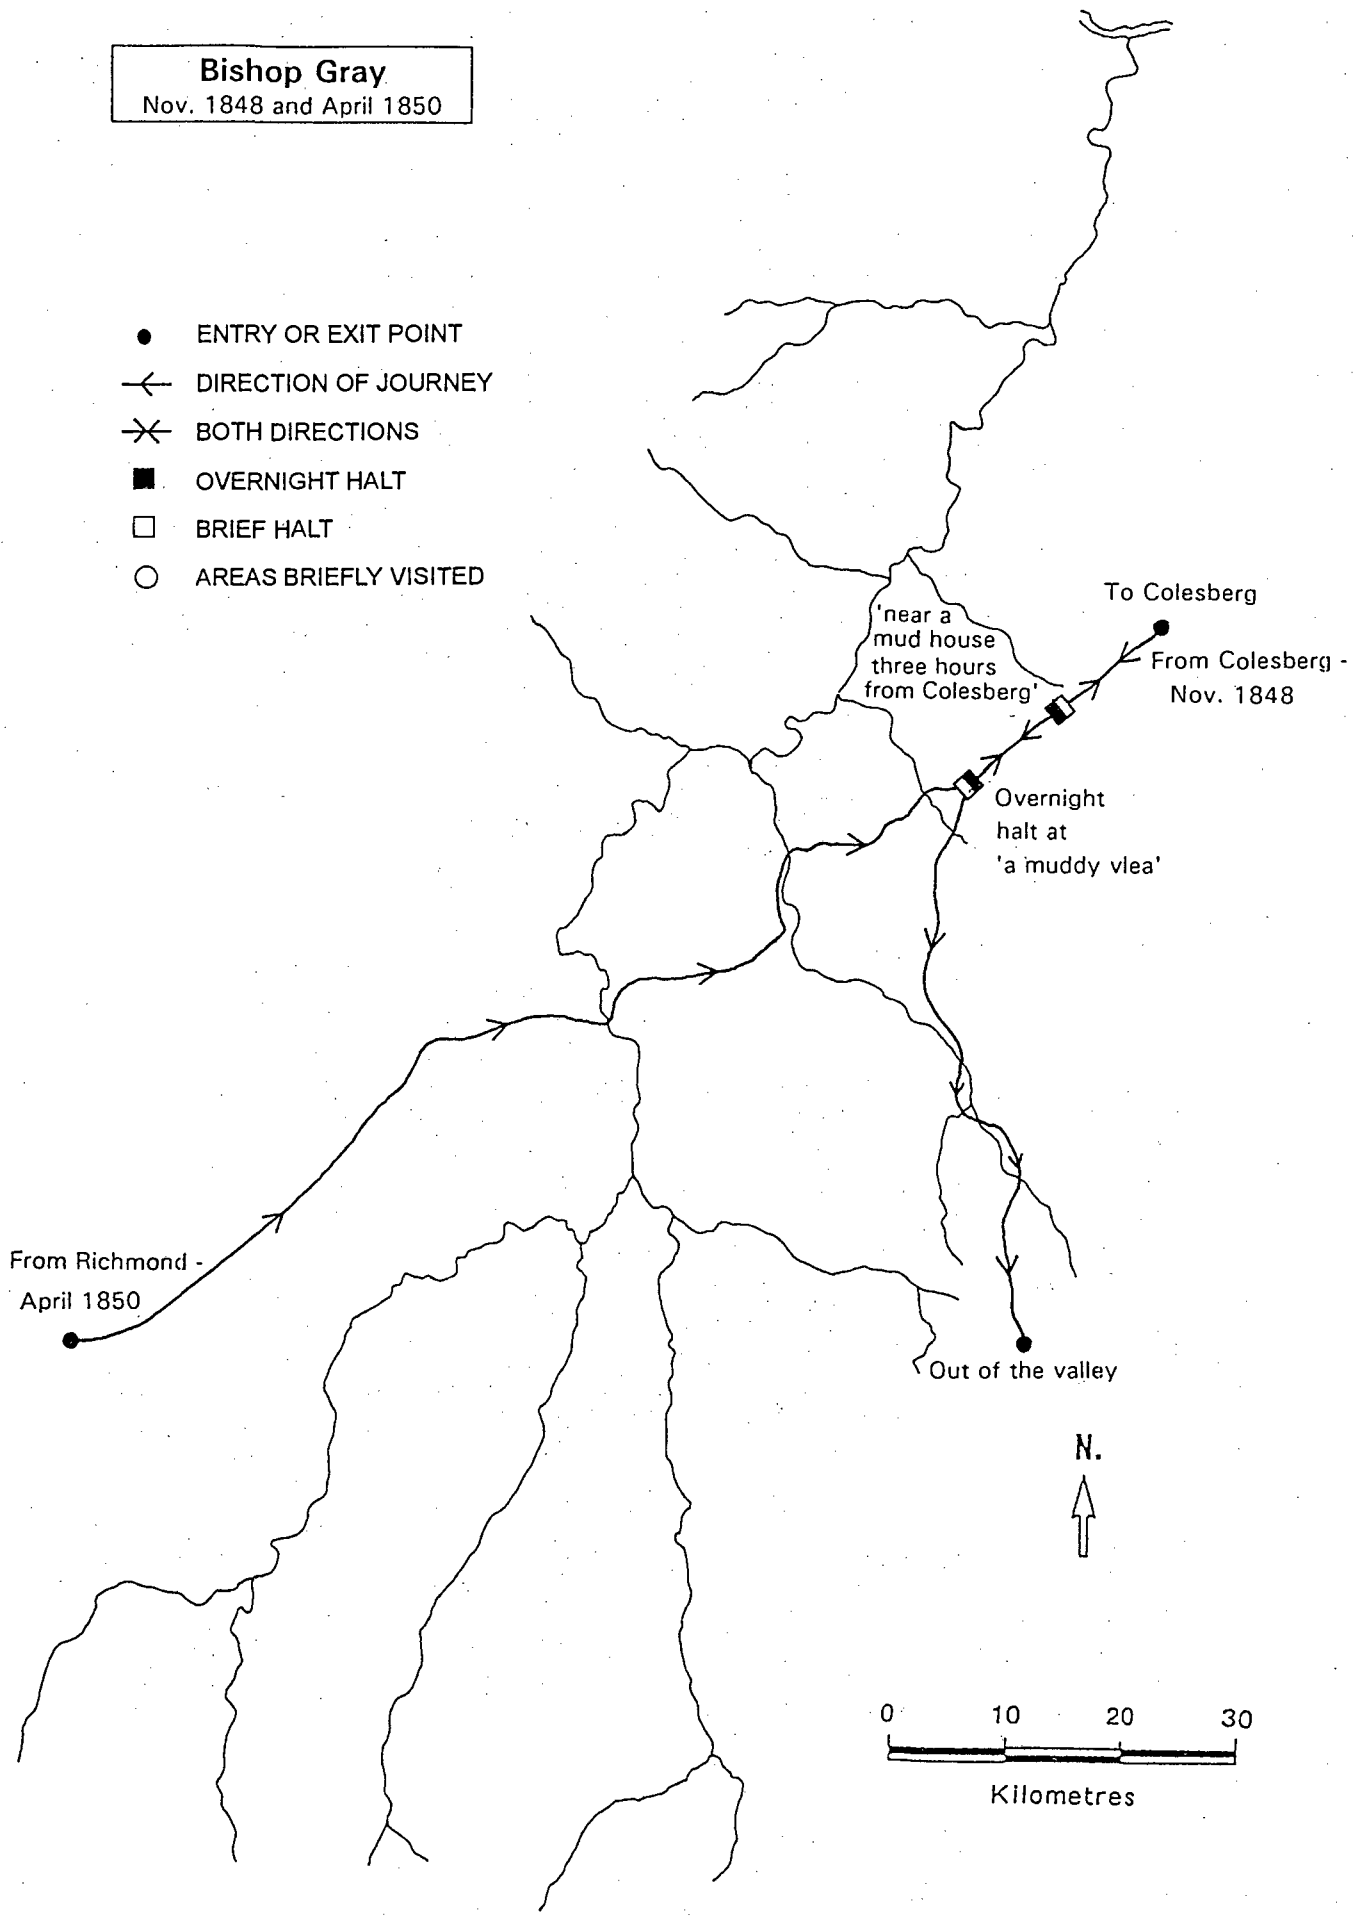 Bishop Gray
Nov. 1848 and April 1850
ENTRY OR EXIT POINT
DIRECTION OF JOURNEY
BOTH DIRECTIONS
OVERNIGHT HALT
BRIEF HALT
AREAS BRIEFLY VISITED
To Colesberg
'near a
mud house
three hours
from Colesberg'
From Colesberg -
Nov. 1848
Overnight
halt at
'a muddy vlea'
From Richmond -
April 1850
Out of the valley
N.
0 10 20 30
Kilometres